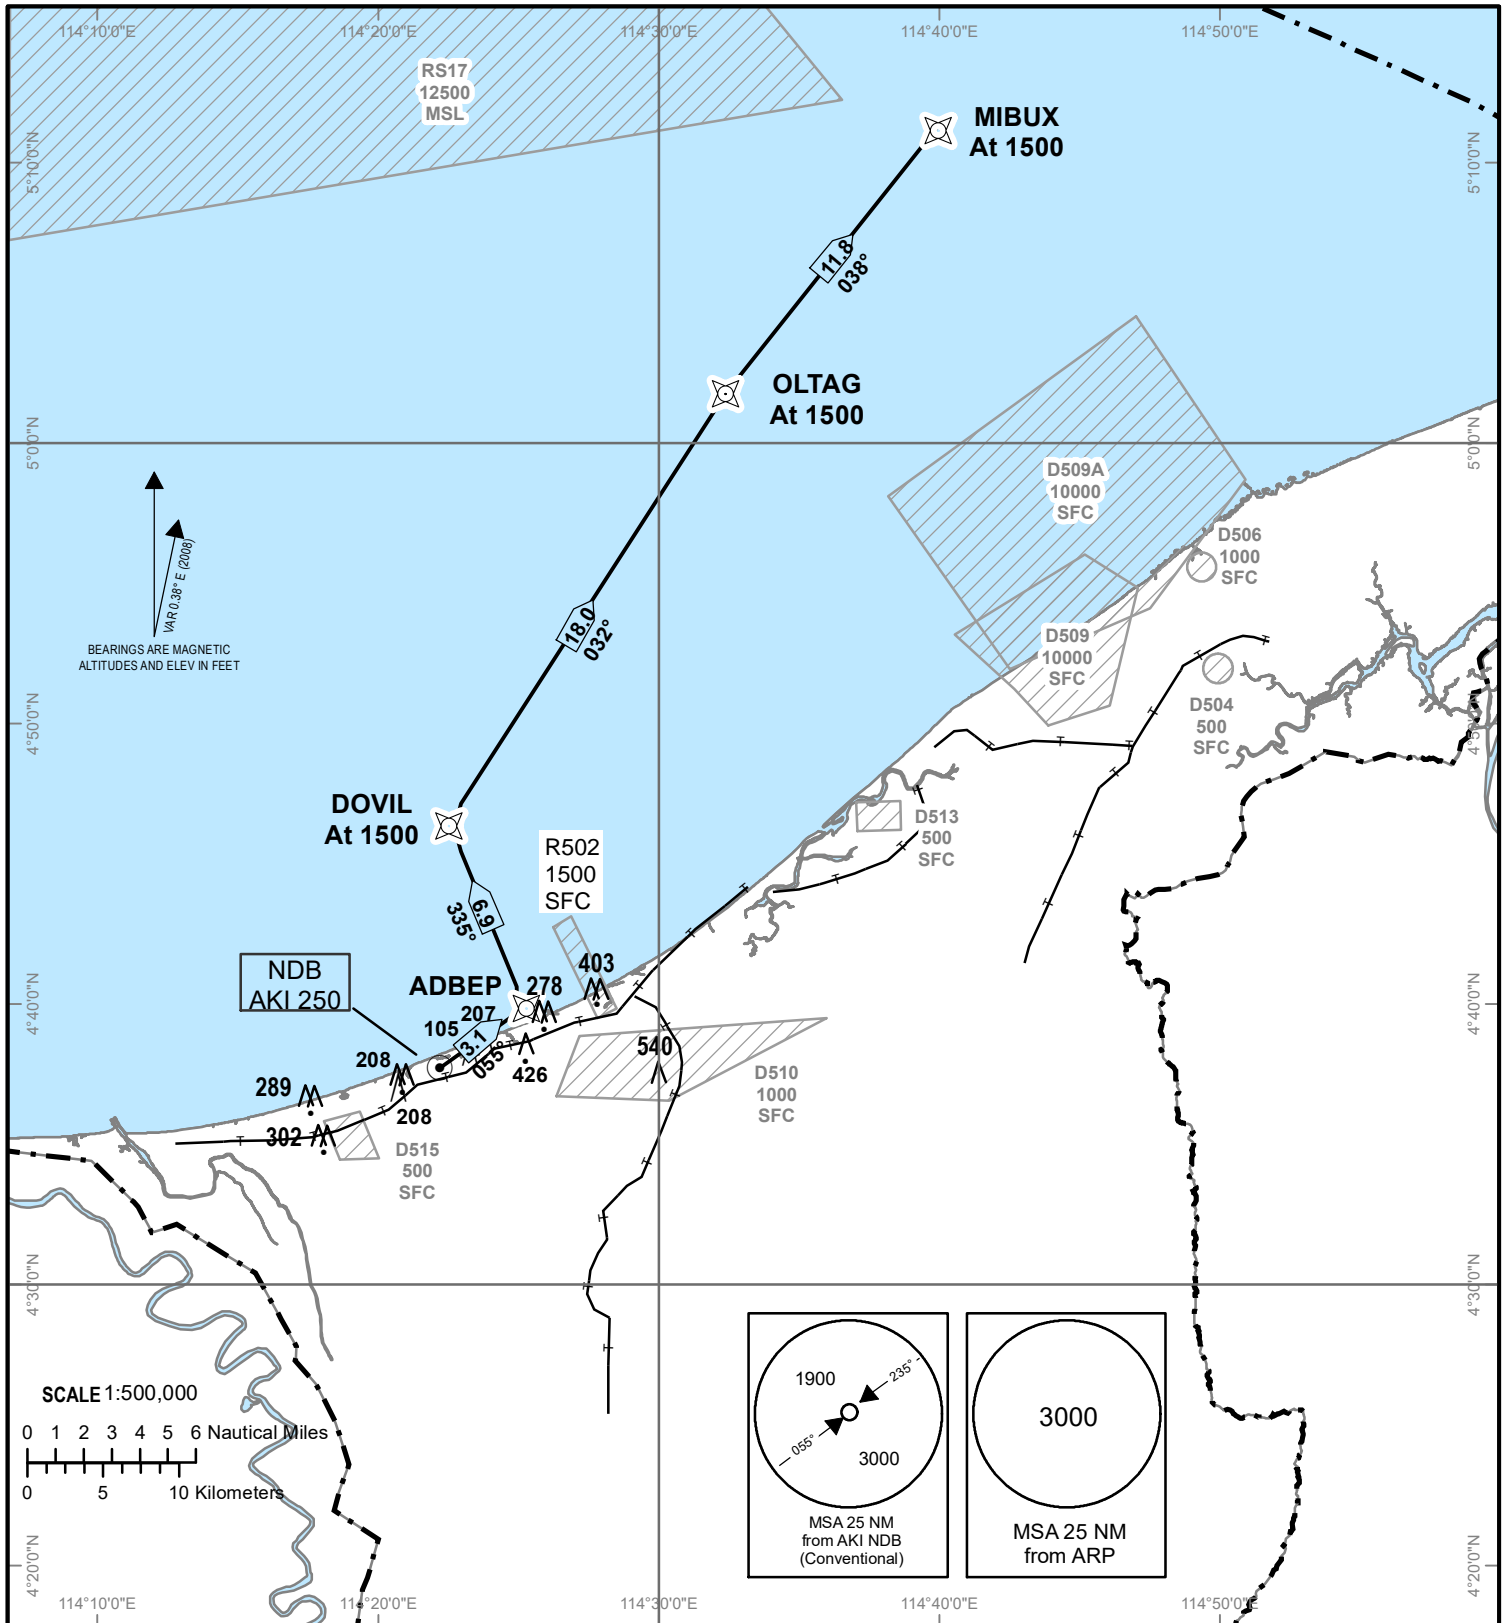 114°10'0"E
114°20'0"E
114°30'0"E
114°40'0"E
114°50'0"E
RS17
12500
MSL
MIBUX
At 1500
5°10'0"N
5°10'0"N
11.8
038°
OLTAG
At 1500
5°0'0"N
5°0'0"N
D509A
10000
SFC
D506
1000
SFC
VAR 0.38° E (2008)
BEARINGS ARE MAGNETIC
ALTITUDES AND ELEV IN FEET
18.0
032°
D509
10000
SFC
D504
500
SFC
4°50'0"N
4°50'0"N
DOVIL
At 1500
D513
500
SFC
R502
1500
SFC
6.9
335°
NDB
AKI 250
ADBEP
278
403
4°40'0"N
4°40'0"N
207
105
3.1
055°
540
208
426
289
208
302
D510
1000
SFC
D515
500
SFC
4°30'0"N
4°30'0"N
SCALE 1:500,000
0 1 2 3 4 5 6 Nautical Miles
0 5 10 Kilometers
1900
235°
055°
3000
MSA 25 NM
from AKI NDB
(Conventional)
3000
MSA 25 NM
from ARP
4°20'0"N
4°20'0"N
114°10'0"E
114°20'0"E
114°30'0"E
114°40'0"E
114°50'0"E